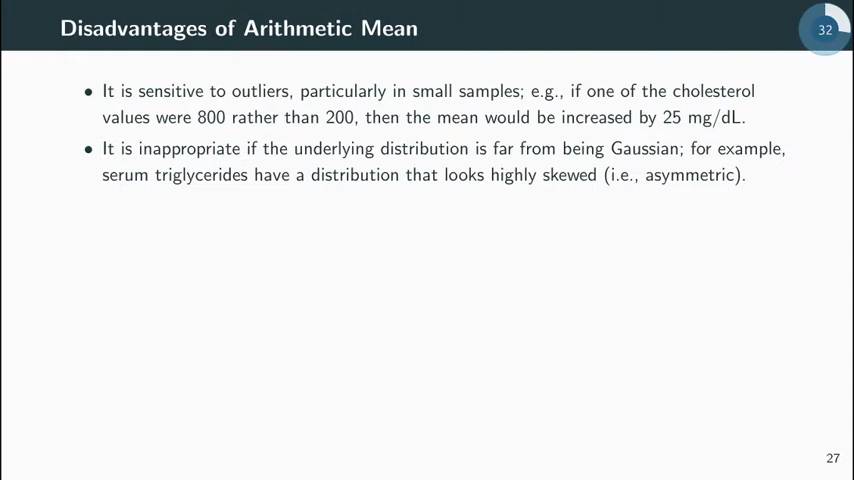 Disadvantages of Arithmetic Mean
32
• It is sensitive to outliers, particularly in small samples; e.g., if one of the cholesterol
values were 800 rather than 200, then the mean would be increased by 25 mg/dL.
• It is inappropriate if the underlying distribution is far from being Gaussian; for example,
serum triglycerides have a distribution that looks highly skewed (i.e., asymmetric).
27